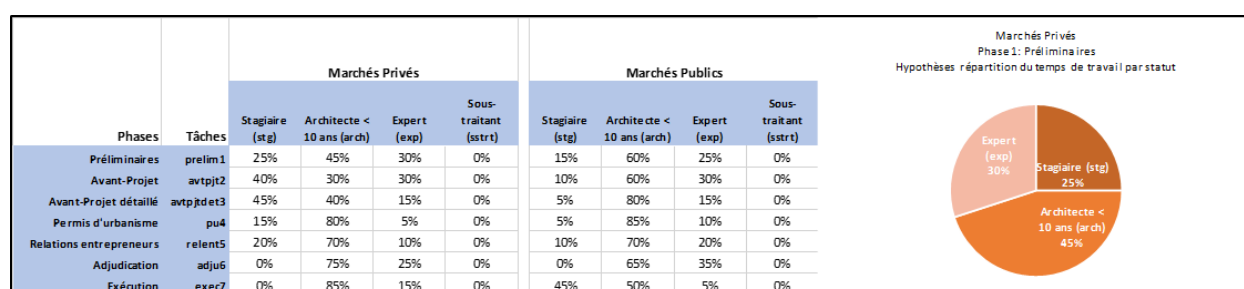 Marchés Privés Marchés Publics
Phases Tâches Stagiaire (stg) Architecte < 10 ans (arch) Expert (exp) Sous-traitant (sstrt) Stagiaire (stg) Architecte < 10 ans (arch) Expert (exp) Sous-traitant (sstrt)
Préliminaires prelim1 25% 45% 30% 0% 15% 60% 25% 0%
Avant-Projet avtpjt2 40% 30% 30% 0% 10% 60% 30% 0%
Avant-Projet détaillé avtpjtdet3 45% 40% 15% 0% 5% 80% 15% 0%
Permis d'urbanisme pu4 15% 80% 5% 0% 5% 85% 10% 0%
Relations entrepreneurs relent5 20% 70% 10% 0% 10% 70% 20% 0%
Adjudication adju6 0% 75% 25% 0% 0% 65% 35% 0%
Exécution exec7 0% 85% 15% 0% 45% 50% 5% 0%
Marchés Privés
Phase 1: Préliminaires
Hypothèses répartition du temps de travail par statut
Expert
(exp)
30%
Stagiaire (stg)
25%
Architecte <
10 ans (arch)
45%